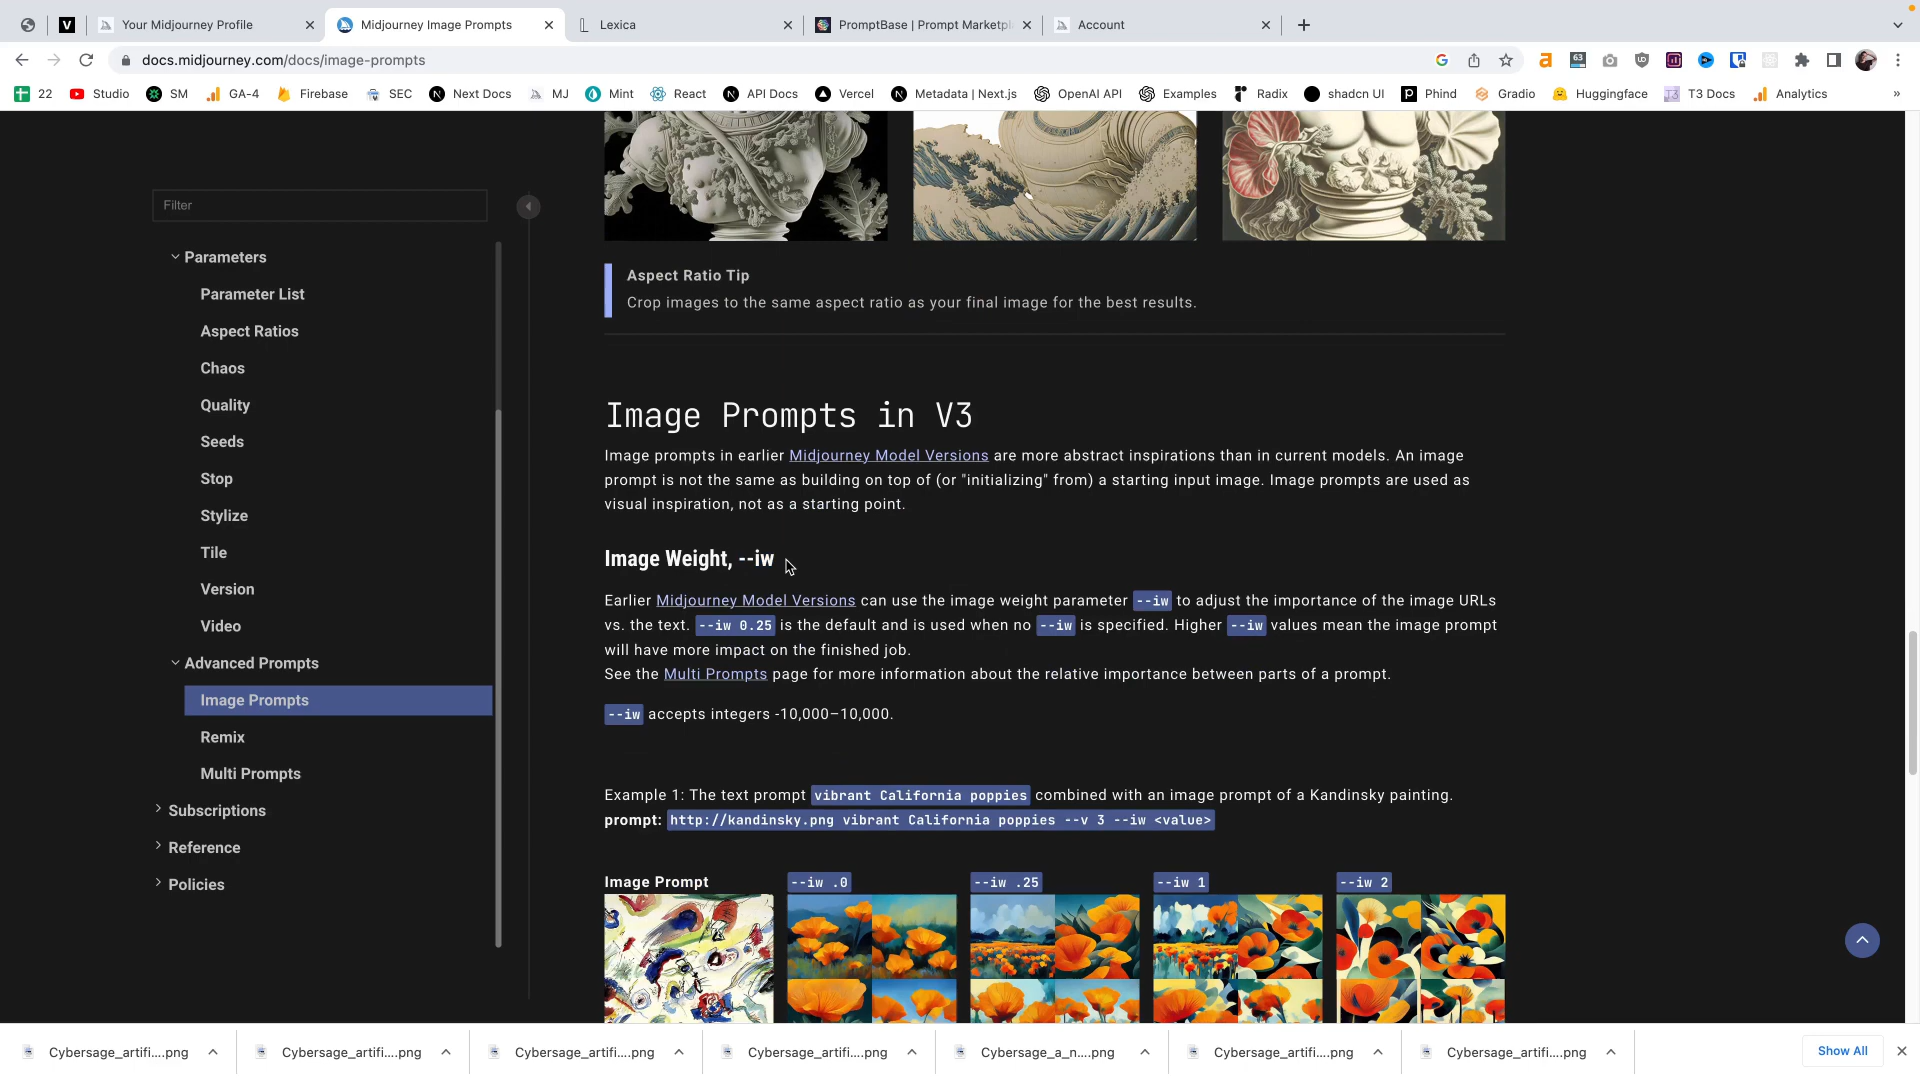 Your Midjourney Profile
Midjourney Image Prompts
Lexica
PromptBase | Prompt Marketpl
Account
docs.midjourney.com/docs/image-prompts
22
Studio
SM
GA-4
Firebase
SEC
Next Docs
MJ
Mint
React
API Docs
Vercel
Metadata | Next.js
OpenAI API
Examples
Radix
shadcn UI
Phind
Gradio
Huggingface
T3 Docs
Analytics
»
Filter
Parameters
Parameter List
Aspect Ratios
Chaos
Quality
Seeds
Stop
Stylize
Tile
Version
Video
Advanced Prompts
Image Prompts
Remix
Multi Prompts
Subscriptions
Reference
Policies
Aspect Ratio Tip
Crop images to the same aspect ratio as your final image for the best results.
Image Prompts in V3
Image prompts in earlier Midjourney Model Versions are more abstract inspirations than in current models. An image
prompt is not the same as building on top of (or "initializing" from) a starting input image. Image prompts are used as
visual inspiration, not as a starting point.
Image Weight, --iw
Earlier Midjourney Model Versions can use the image weight parameter --iw to adjust the importance of the image URLs
vs. the text. --iw 0.25 is the default and is used when no --iw is specified. Higher --iw values mean the image prompt
will have more impact on the finished job.
See the Multi Prompts page for more information about the relative importance between parts of a prompt.
--iw accepts integers -10,000–10,000.
Example 1: The text prompt vibrant California poppies combined with an image prompt of a Kandinsky painting.
prompt: http://kandinsky.png vibrant California poppies --v 3 --iw <value>
Image Prompt --iw .0 --iw .25 --iw 1 --iw 2
Cybersage_artifi....png
Cybersage_artifi....png
Cybersage_artifi....png
Cybersage_artifi....png
Cybersage_a_n....png
Cybersage_artifi....png
Cybersage_artifi....png
Show All